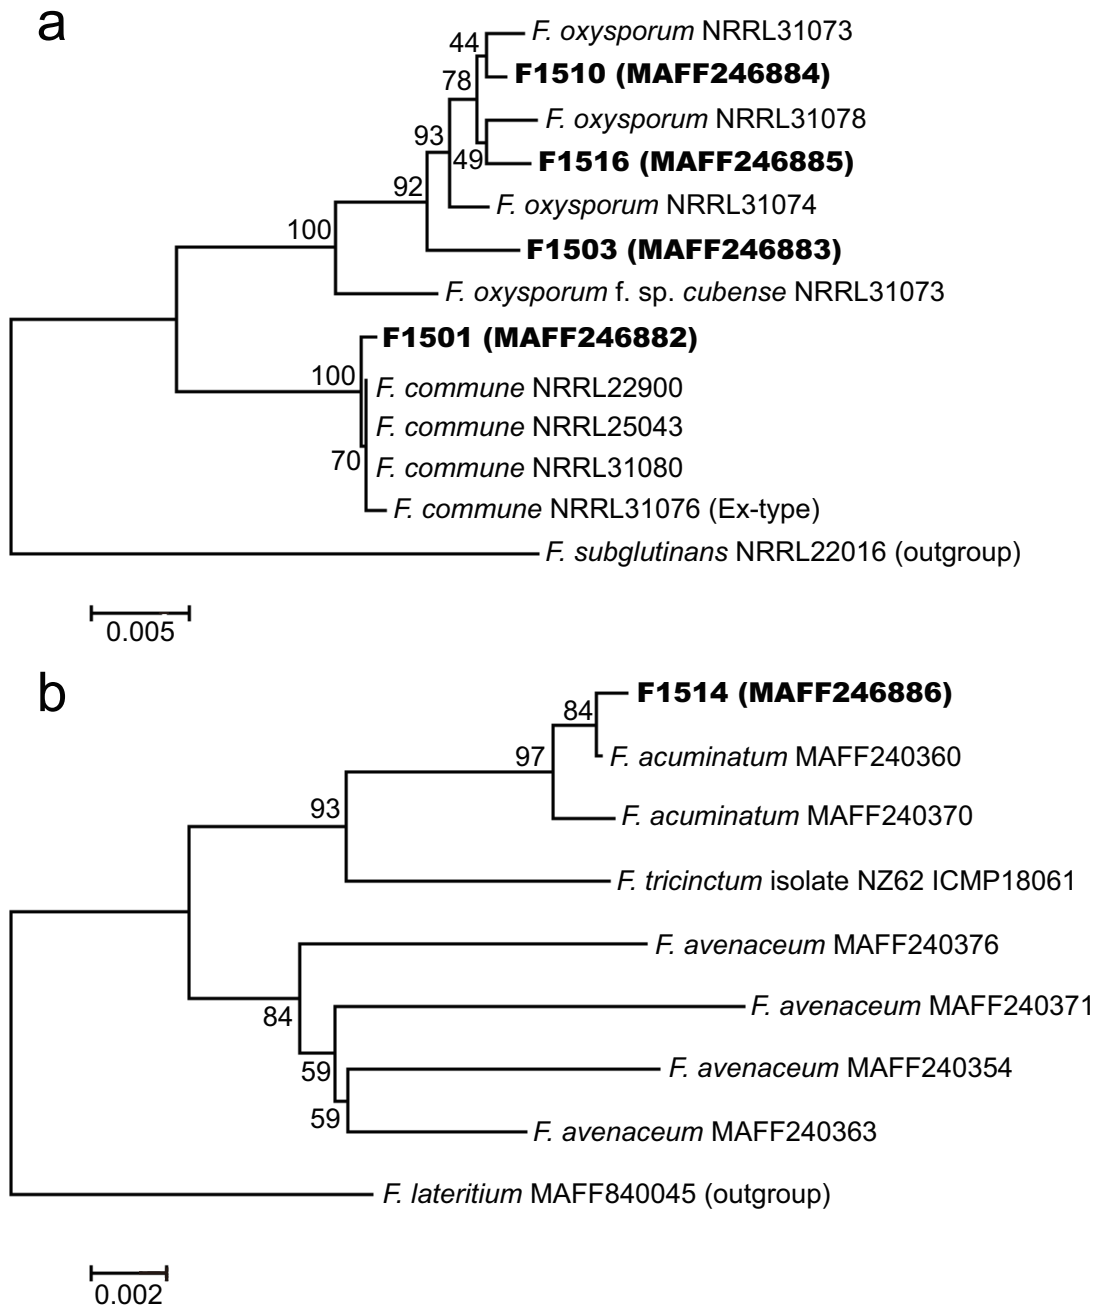 a
F. oxysporum NRRL31073
44
F1510 (MAFF246884)
78
F. oxysporum NRRL31078
93
49
F1516 (MAFF246885)
92
F. oxysporum NRRL31074
100
F1503 (MAFF246883)
F. oxysporum f. sp. cubense NRRL31073
F1501 (MAFF246882)
100
F. commune NRRL22900
F. commune NRRL25043
70
F. commune NRRL31080
F. commune NRRL31076 (Ex-type)
F. subglutinans NRRL22016 (outgroup)
0.005
b
F1514 (MAFF246886)
84
97
F. acuminatum MAFF240360
93
F. acuminatum MAFF240370
F. tricinctum isolate NZ62 ICMP18061
F. avenaceum MAFF240376
84
F. avenaceum MAFF240371
59
F. avenaceum MAFF240354
59
F. avenaceum MAFF240363
F. lateritium MAFF840045 (outgroup)
0.002